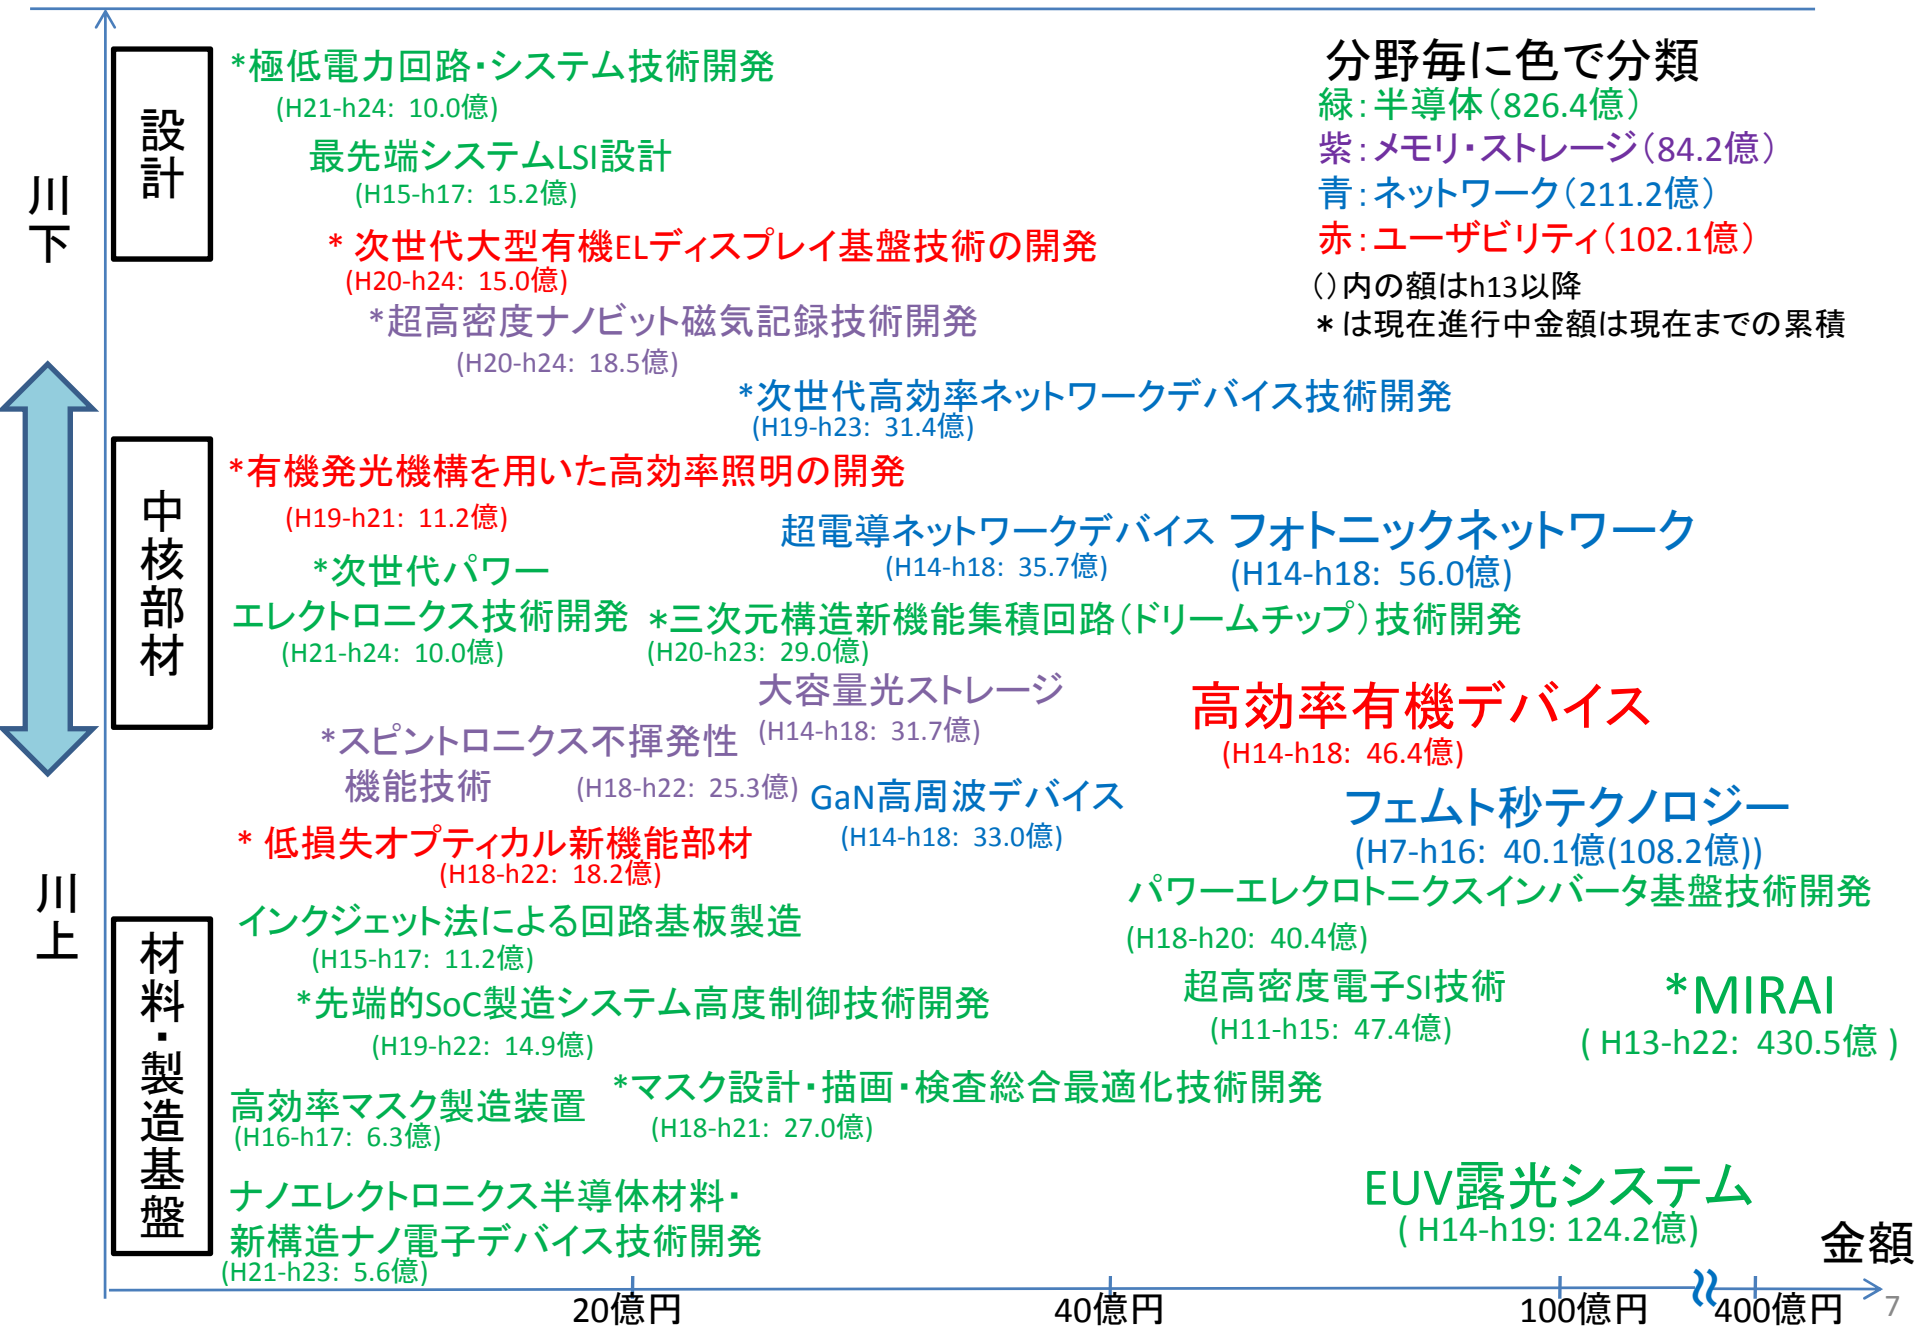 設計
*極低電力回路・システム技術開発
(H21-h24: 10.0億)
最先端システムLSI設計
(H15-h17: 15.2億)
* 次世代大型有機ELディスプレイ基盤技術の開発
(H20-h24: 15.0億)
*超高密度ナノビット磁気記録技術開発
(H20-h24: 18.5億)
*次世代高効率ネットワークデバイス技術開発
(H19-h23: 31.4億)
分野毎に色で分類
緑:半導体(826.4億)
紫:メモリ・ストレージ(84.2億)
青:ネットワーク(211.2億)
赤:ユーザビリティ(102.1億)
()内の額はh13以降
*は現在進行中金額は現在までの累積
川下
川上
中核部材
*有機発光機構を用いた高効率照明の開発
(H19-h21: 11.2億)
超電導ネットワークデバイス
(H14-h18: 35.7億)
フォトニックネットワーク
(H14-h18: 56.0億)
*次世代パワー
エレクトロニクス技術開発
(H21-h24: 10.0億)
*三次元構造新機能集積回路(ドリームチップ)技術開発
(H20-h23: 29.0億)
大容量光ストレージ
(H14-h18: 31.7億)
高効率有機デバイス
(H14-h18: 46.4億)
*スピントロニクス不揮発性
機能技術
(H18-h22: 25.3億)
GaN高周波デバイス
(H14-h18: 33.0億)
フェムト秒テクノロジー
(H7-h16: 40.1億(108.2億))
* 低損失オプティカル新機能部材
(H18-h22: 18.2億)
パワーエレクロトニクスインバータ基盤技術開発
(H18-h20: 40.4億)
材料・製造基盤
インクジェット法による回路基板製造
(H15-h17: 11.2億)
*先端的SoC製造システム高度制御技術開発
(H19-h22: 14.9億)
超高密度電子SI技術
(H11-h15: 47.4億)
*MIRAI
( H13-h22: 430.5億 )
高効率マスク製造装置
(H16-h17: 6.3億)
*マスク設計・描画・検査総合最適化技術開発
(H18-h21: 27.0億)
ナノエレクトロニクス半導体材料・
新構造ナノ電子デバイス技術開発
(H21-h23: 5.6億)
EUV露光システム
( H14-h19: 124.2億)
金額
20億円
40億円
100億円
400億円
7